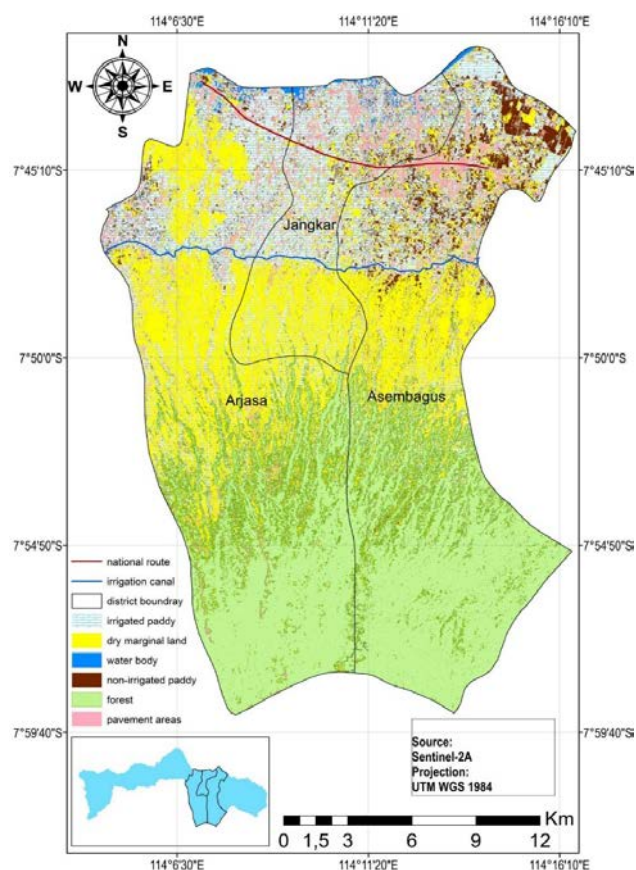 114°6'30"E 114°11'20"E 114°16'10"E
N
W E
S
7°45'10"S 7°45'10"S
Jangkar
7°50'0"S 7°50'0"S
Arjasa Asembagus
7°54'50"S 7°54'50"S
national route
irrigation canal
district boundray
irrigated paddy
dry marginal land
water body
non-irrigated paddy
forest
pavement areas
7°59'40"S 7°59'40"S
Source:
Sentinel-2A
Projection:
UTM WGS 1984
Km
0 1,5 3 6 9 12
114°6'30"E 114°11'20"E 114°16'10"E